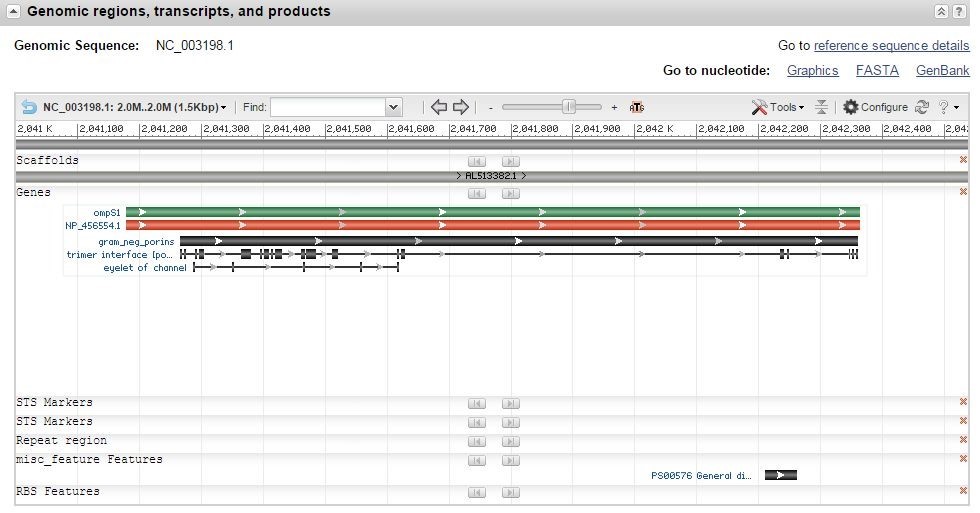 Genomic regions, transcripts, and products
Genomic Sequence: NC_003198.1
Go to reference sequence details
Go to nucleotide: Graphics FASTA GenBank
NC_003198.1: 2.0M..2.0M (1.5Kbp) Find: - + ATG Tools Configure ?
2,041 K 2,041,100 2,041,200 2,041,300 2,041,400 2,041,500 2,041,600 2,041,700 2,041,800 2,041,900 2,042 K 2,042,100 2,042,200 2,042,300 2,042,400 2,042
Scaffolds
AL513382.1
Genes
ompS1
NP_456554.1
gram_neg_porins
trimer interface [po…
eyelet of channel
STS Markers
STS Markers
Repeat region
misc_feature Features
PS00576 General di…
RBS Features